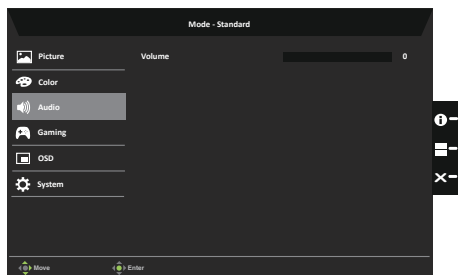 Mode - Standard
Picture
Volume
0
Color
Audio
Gaming
OSD
System
Move
Enter